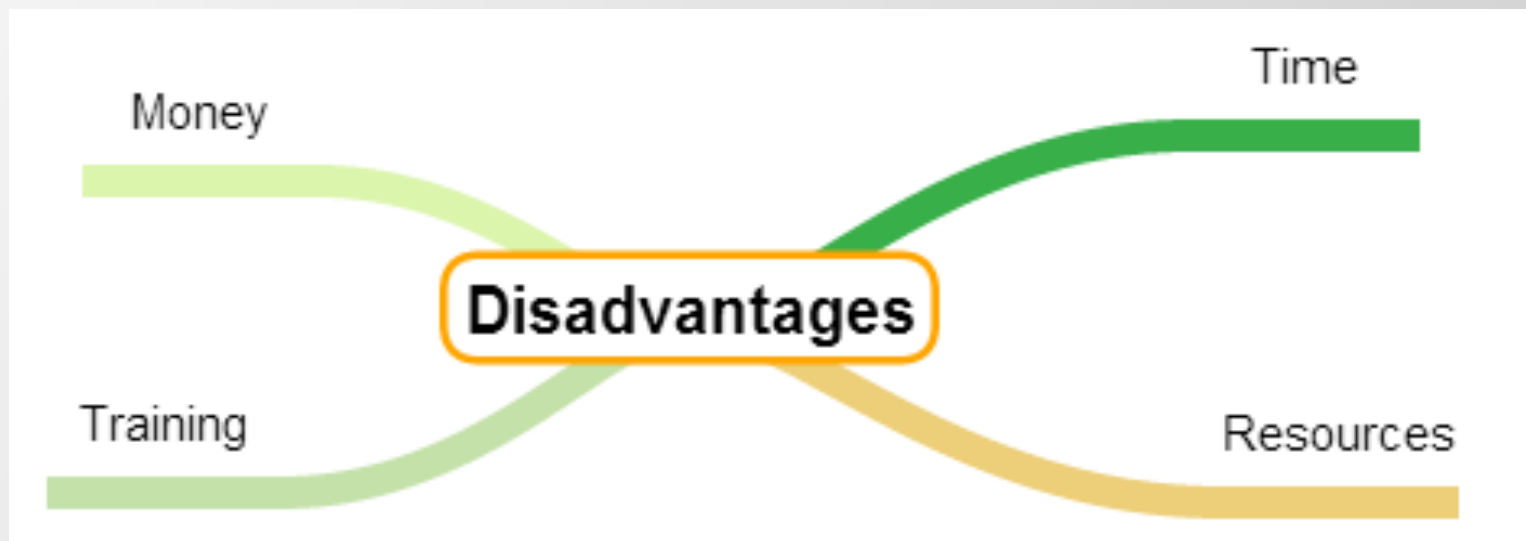 Time
Money
Disadvantages
Training
Resources